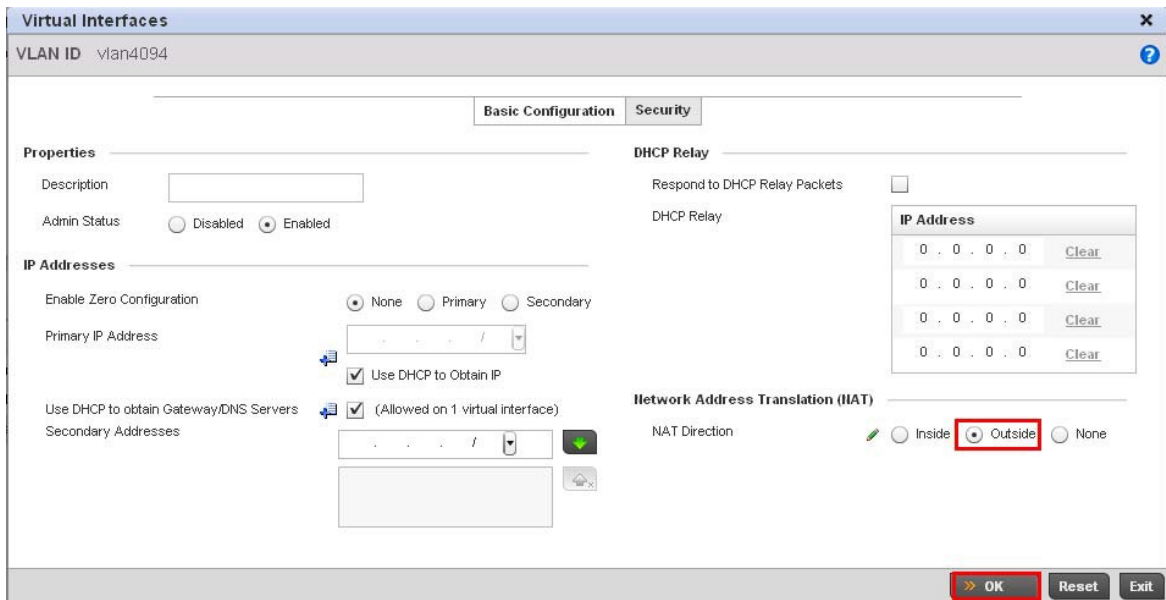 Virtual Interfaces
VLAN ID vlan4094
Basic Configuration Security
Properties
Description
Admin Status Disabled Enabled
IP Addresses
Enable Zero Configuration None Primary Secondary
Primary IP Address . . . /
Use DHCP to Obtain IP
Use DHCP to obtain Gateway/DNS Servers (Allowed on 1 virtual interface)
Secondary Addresses . . . /
DHCP Relay
Respond to DHCP Relay Packets
DHCP Relay IP Address
0 . 0 . 0 . 0 Clear
0 . 0 . 0 . 0 Clear
0 . 0 . 0 . 0 Clear
0 . 0 . 0 . 0 Clear
Network Address Translation (NAT)
NAT Direction Inside Outside None
» OK Reset Exit